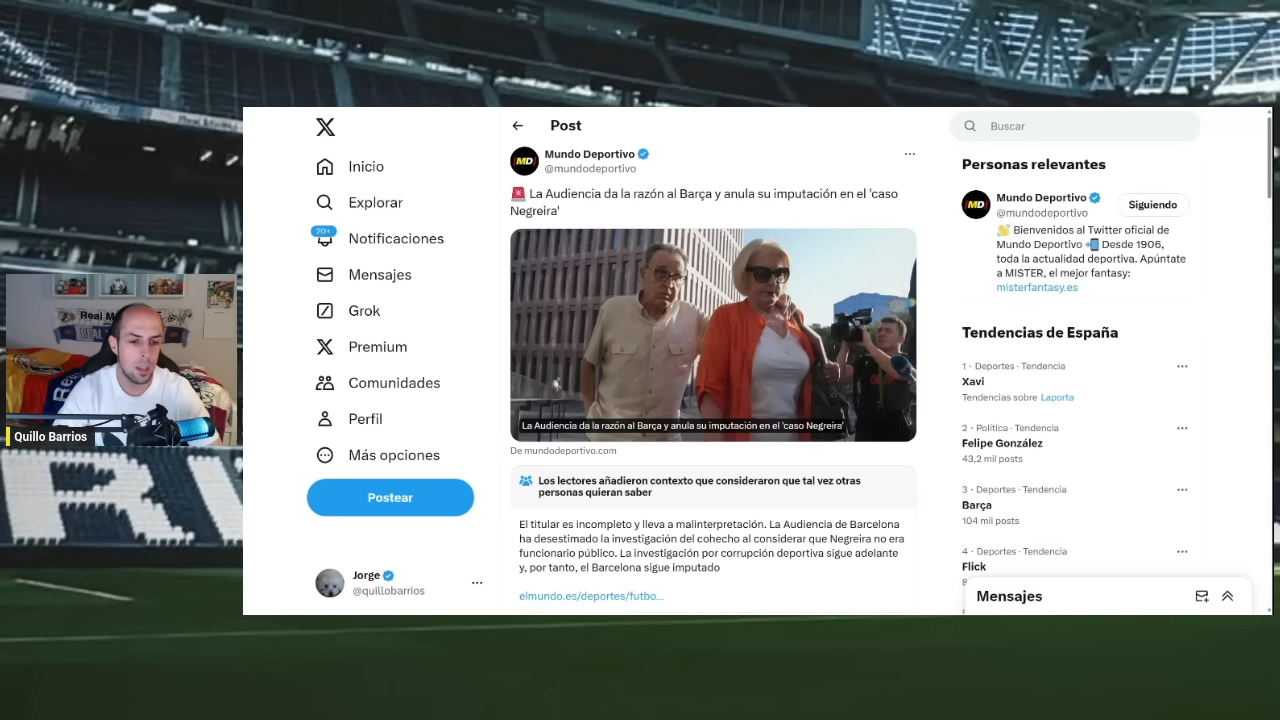 Post
Buscar
Mundo Deportivo
@mundodeportivo
🚨 La Audiencia da la razón al Barça y anula su imputación en el 'caso
Negreira'
La Audiencia da la razón al Barça y anula su imputación en el 'caso Negreira'
De mundodeportivo.com
Los lectores añadieron contexto que consideraron que tal vez otras
personas quieran saber
El titular es incompleto y lleva a malinterpretación. La Audiencia de Barcelona
ha desestimado la investigación del cohecho al considerar que Negreira no era
funcionario público. La investigación por corrupción deportiva sigue adelante
y, por tanto, el Barcelona sigue imputado
elmundo.es/deportes/futbo...
Inicio
Explorar
20+
Notificaciones
Mensajes
Grok
Premium
Comunidades
Perfil
Más opciones
Postear
Jorge
@quillobarrios
Personas relevantes
MD
Mundo Deportivo
@mundodeportivo
Siguiendo
👋 Bienvenidos al Twitter oficial de
Mundo Deportivo 📲 Desde 1906,
toda la actualidad deportiva. Apúntate
a MISTER, el mejor fantasy:
misterfantasy.es
Tendencias de España
1 · Deportes · Tendencia
Xavi
Tendencias sobre Laporta
2 · Política · Tendencia
Felipe González
43,2 mil posts
3 · Deportes · Tendencia
Barça
104 mil posts
4 · Deportes · Tendencia
Flick
Mensajes
Quillo Barrios
MD
Real M
REAL